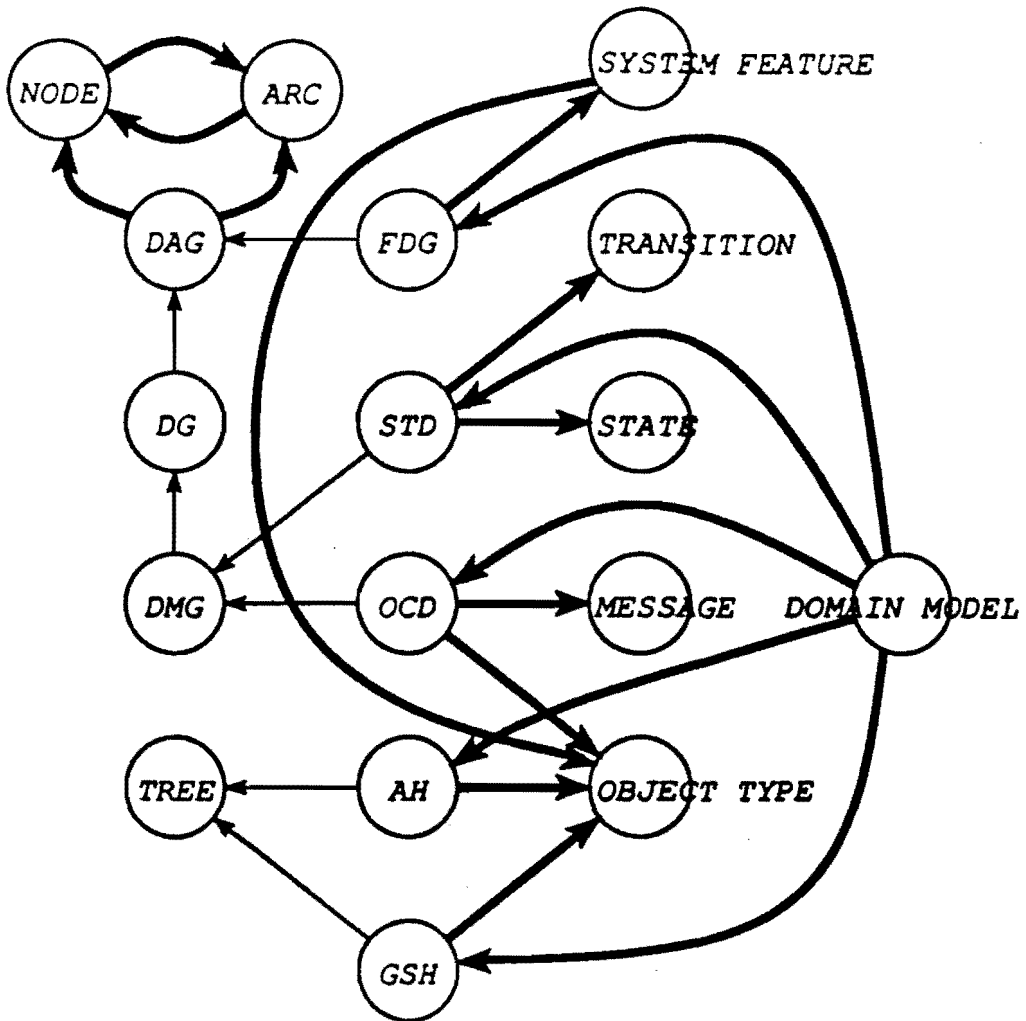 SYSTEM FEATURE
NODE
ARC
DAG
FDG
TRANSITION
DG
STD
STATE
DMG
OCD
MESSAGE
DOMAIN MODEL
TREE
AH
OBJECT TYPE
GSH